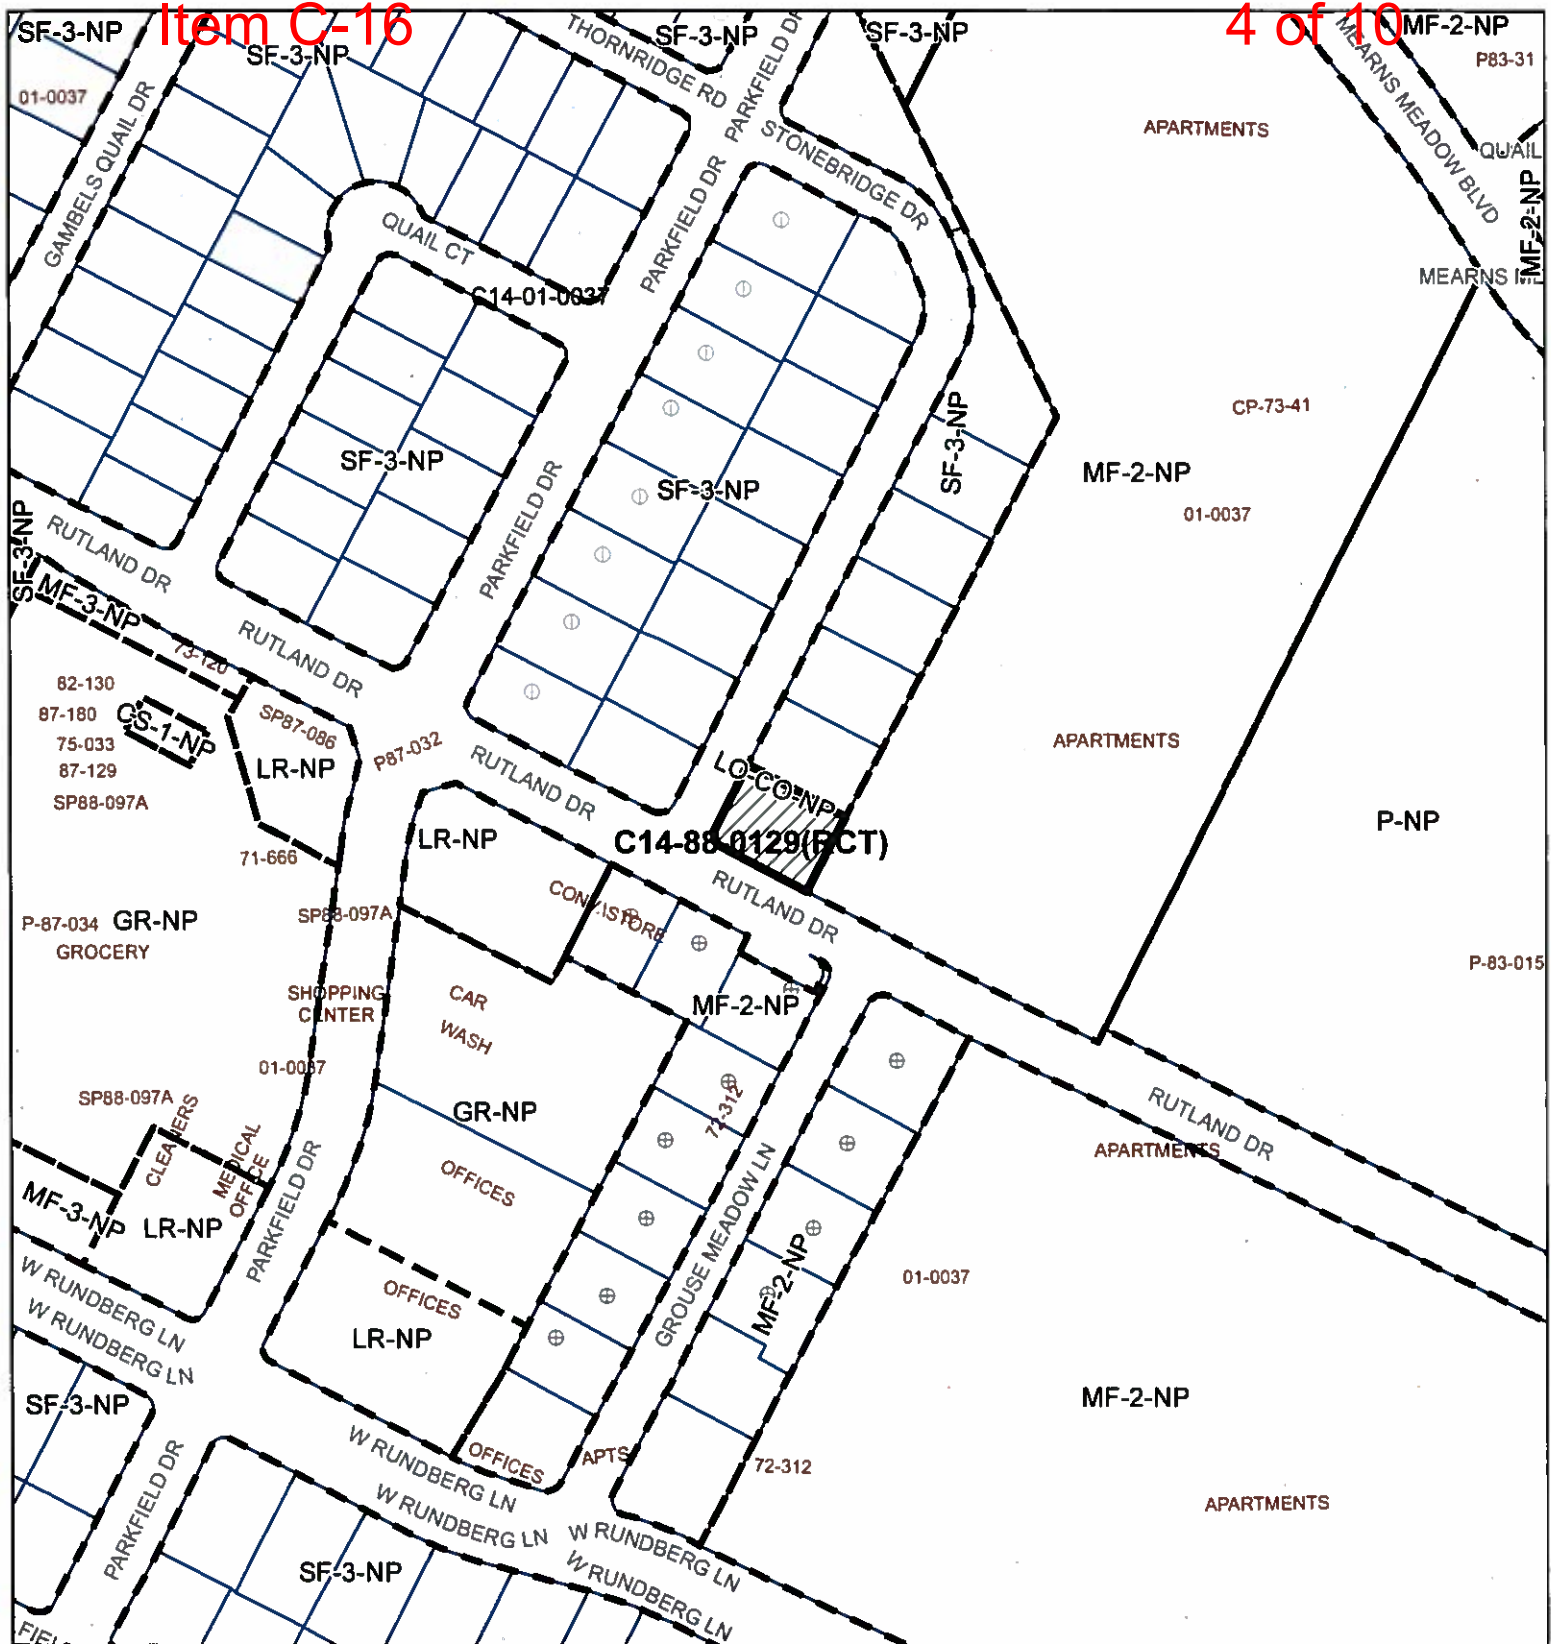 Item C-16
4 of 10
SF-3-NP
SF-3-NP
THORNRIDGE RD
SF-3-NP
PARKFIELD DR
SF-3-NP
MEARNS MEADOW BLVD
MF-2-NP
P83-31
01-0037
GAMBELS QUAIL DR
STONEBRIDGE DR
APARTMENTS
QUAIL
MF-2-NP
QUAIL CT
PARKFIELD DR
MEARNS
C14-01-0037
CP-73-41
SF-3-NP
SF-3-NP
SF-3-NP
MF-2-NP
01-0037
PARKFIELD DR
SF-3-NP
RUTLAND DR
MF-3-NP
RUTLAND DR
73-120
82-130
87-180
CS-1-NP
75-033
87-129
SP88-097A
SP87-086
LR-NP
P87-032
RUTLAND DR
APARTMENTS
LO-CO-NP
C14-88-0129(RCT)
LR-NP
P-NP
71-666
RUTLAND DR
CONV.STORE
P-87-034
GR-NP
GROCERY
SP88-097A
P-83-015
SHOPPING
CENTER
CAR
WASH
MF-2-NP
01-0037
SP88-097A
CLEANERS
MEDICAL
OFFICE
GR-NP
72-312
RUTLAND DR
APARTMENTS
OFFICES
MF-3-NP
LR-NP
PARKFIELD DR
GROUSE MEADOW LN
MF-2-NP
01-0037
W RUNDBERG LN
W RUNDBERG LN
OFFICES
LR-NP
SF-3-NP
MF-2-NP
W RUNDBERG LN
OFFICES
APTS
72-312
PARKFIELD DR
W RUNDBERG LN
W RUNDBERG LN
APARTMENTS
SF-3-NP
W RUNDBERG LN